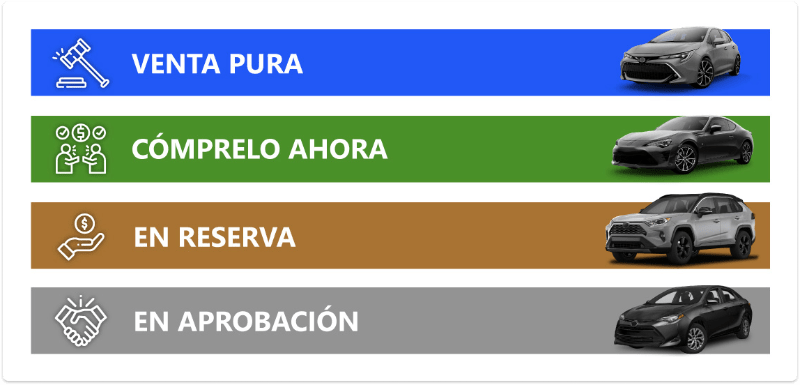 VENTA PURA
CÓMPRELO AHORA
EN RESERVA
EN APROBACIÓN